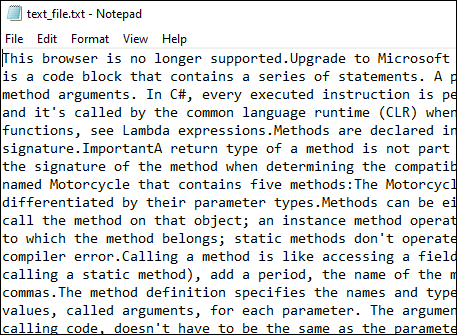 text_file.txt - Notepad
File Edit Format View Help
This browser is no longer supported.Upgrade to Microsoft
is a code block that contains a series of statements. A p
method arguments. In C#, every executed instruction is pe
and it's called by the common language runtime (CLR) wher
functions, see Lambda expressions.Methods are declared in
signature.ImportantA return type of a method is not part
the signature of the method when determining the compatib
named Motorcycle that contains five methods:The Motorcycl
differentiated by their parameter types.Methods can be ei
call the method on that object; an instance method operat
to which the method belongs; static methods don't operate
compiler error.Calling a method is like accessing a field
calling a static method), add a period, the name of the m
commas.The method definition specifies the names and type
values, called arguments, for each parameter. The argumen
calling code, doesn't have to be the same as the paramete